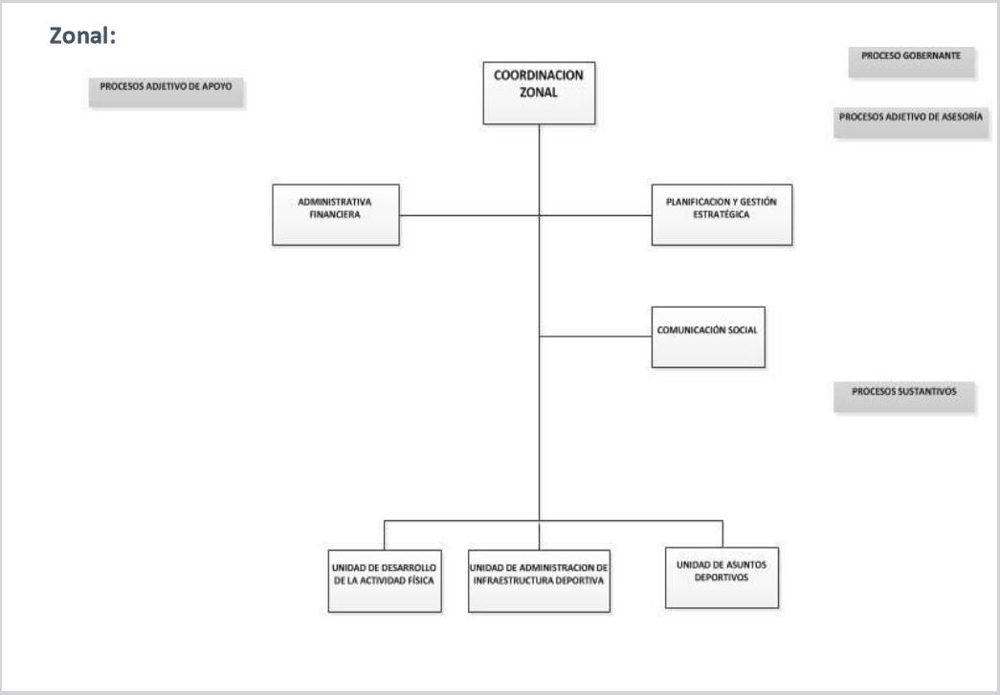 Zonal:
PROCESO GOBERNANTE
COORDINACION
ZONAL
PROCESOS ADJETIVO DE APOYO
PROCESOS ADJETIVO DE ASESORÍA
ADMINISTRATIVA
FINANCIERA
PLANIFICACION Y GESTIÓN
ESTRATÉGICA
COMUNICACIÓN SOCIAL
PROCESOS SUSTANTIVOS
UNIDAD DE DESARROLLO
DE LA ACTIVIDAD FÍSICA
UNIDAD DE ADMINISTRACION DE
INFRAESTRUCTURA DEPORTIVA
UNIDAD DE ASUNTOS
DEPORTIVOS